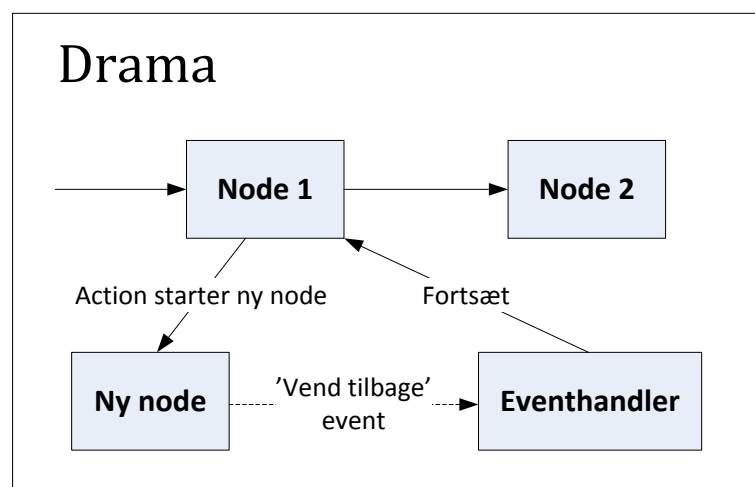 Drama
Node 1
Node 2
Action starter ny node
Fortsæt
Ny node
’Vend tilbage’
event
Eventhandler